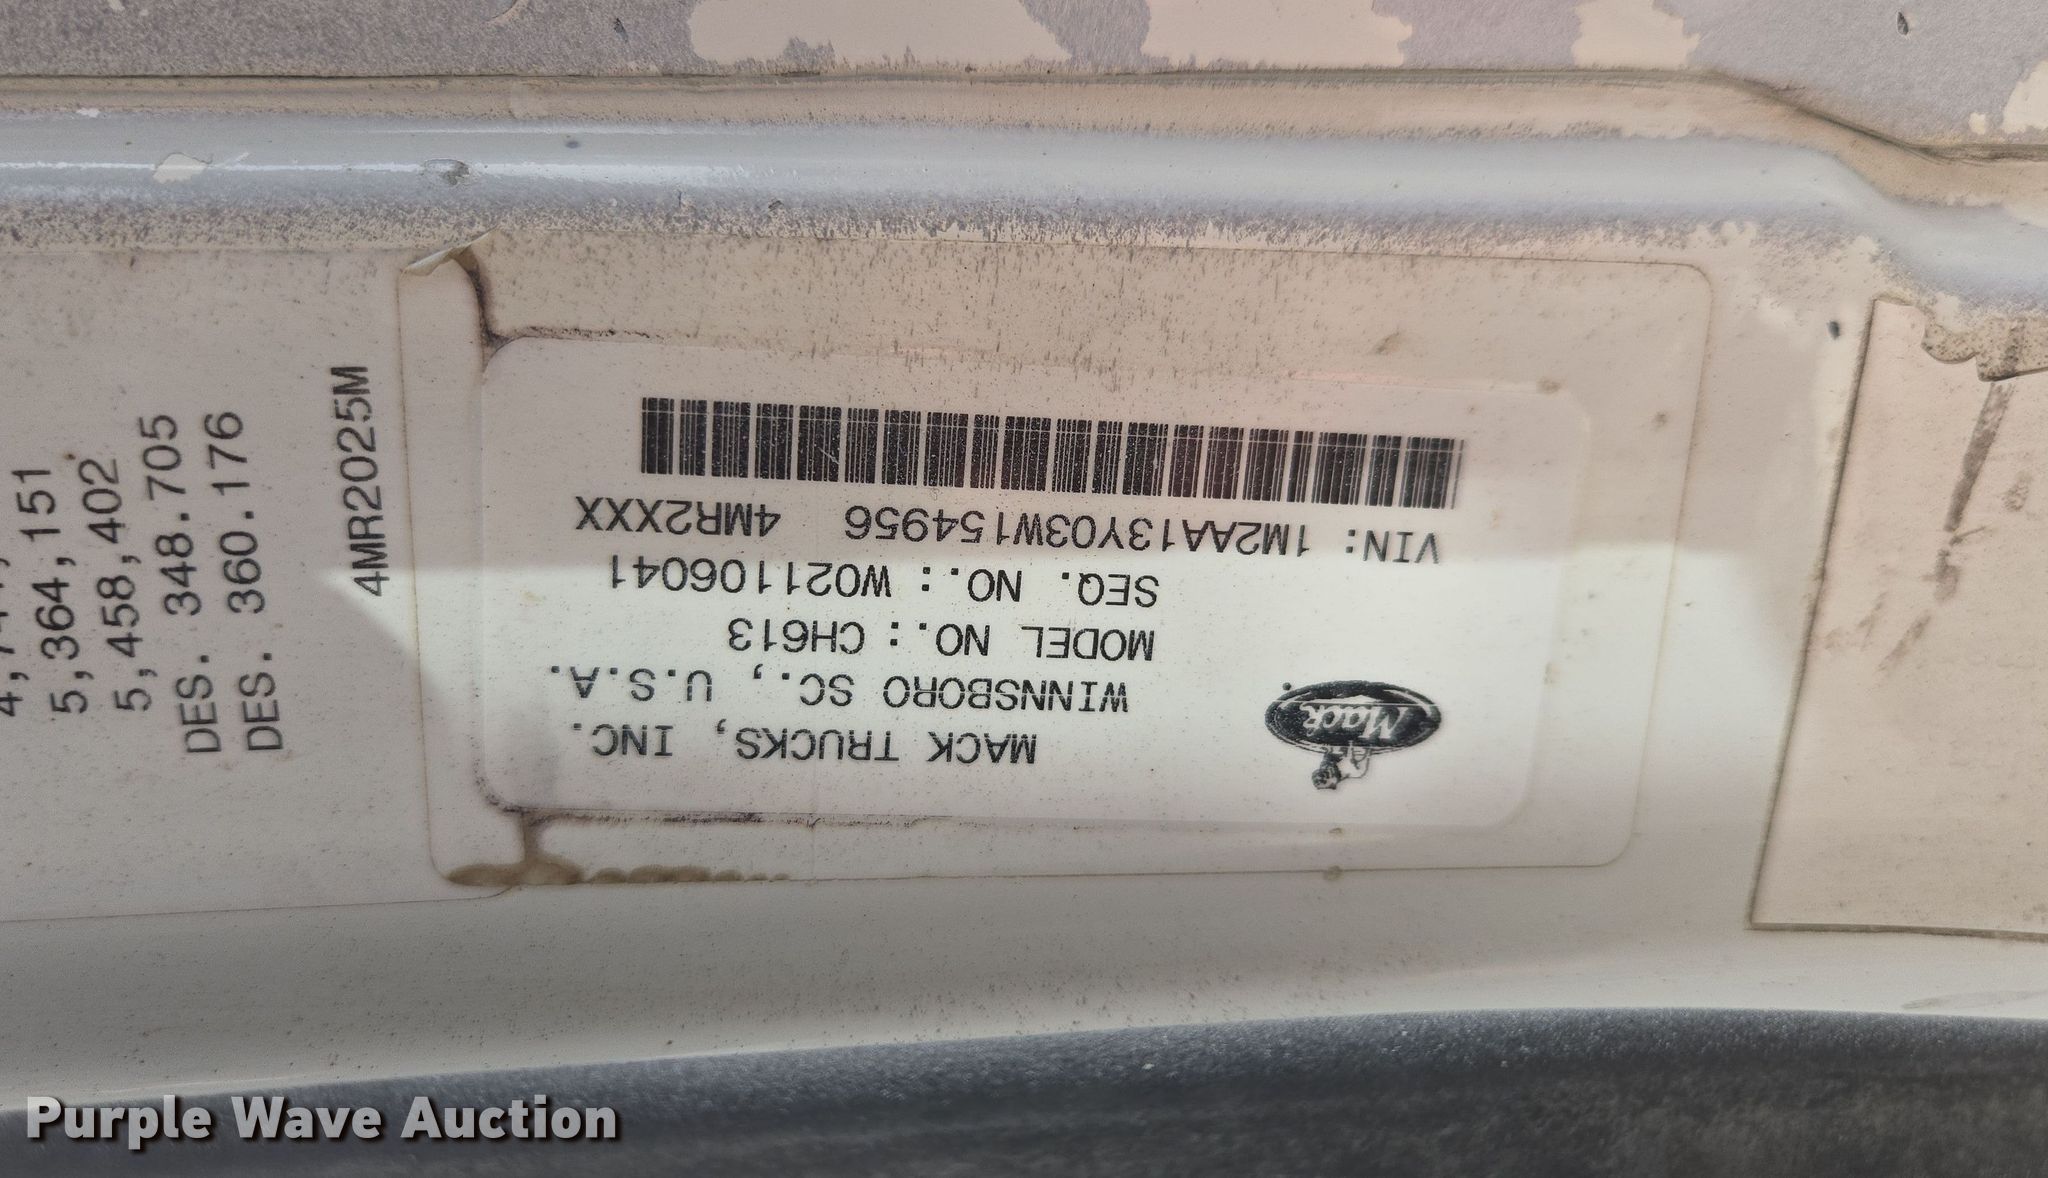 MACK TRUCKS, INC.
WINNSBORO SC., U.S.A.
MODEL NO.: CH613
SEQ. NO.: W021106041
VIN: 1M2AA13Y03W154956 4MR2XXX
Mack
5,364,151
5,458,402
DES. 348.705
DES. 360.176
4MR2025M
Purple Wave Auction